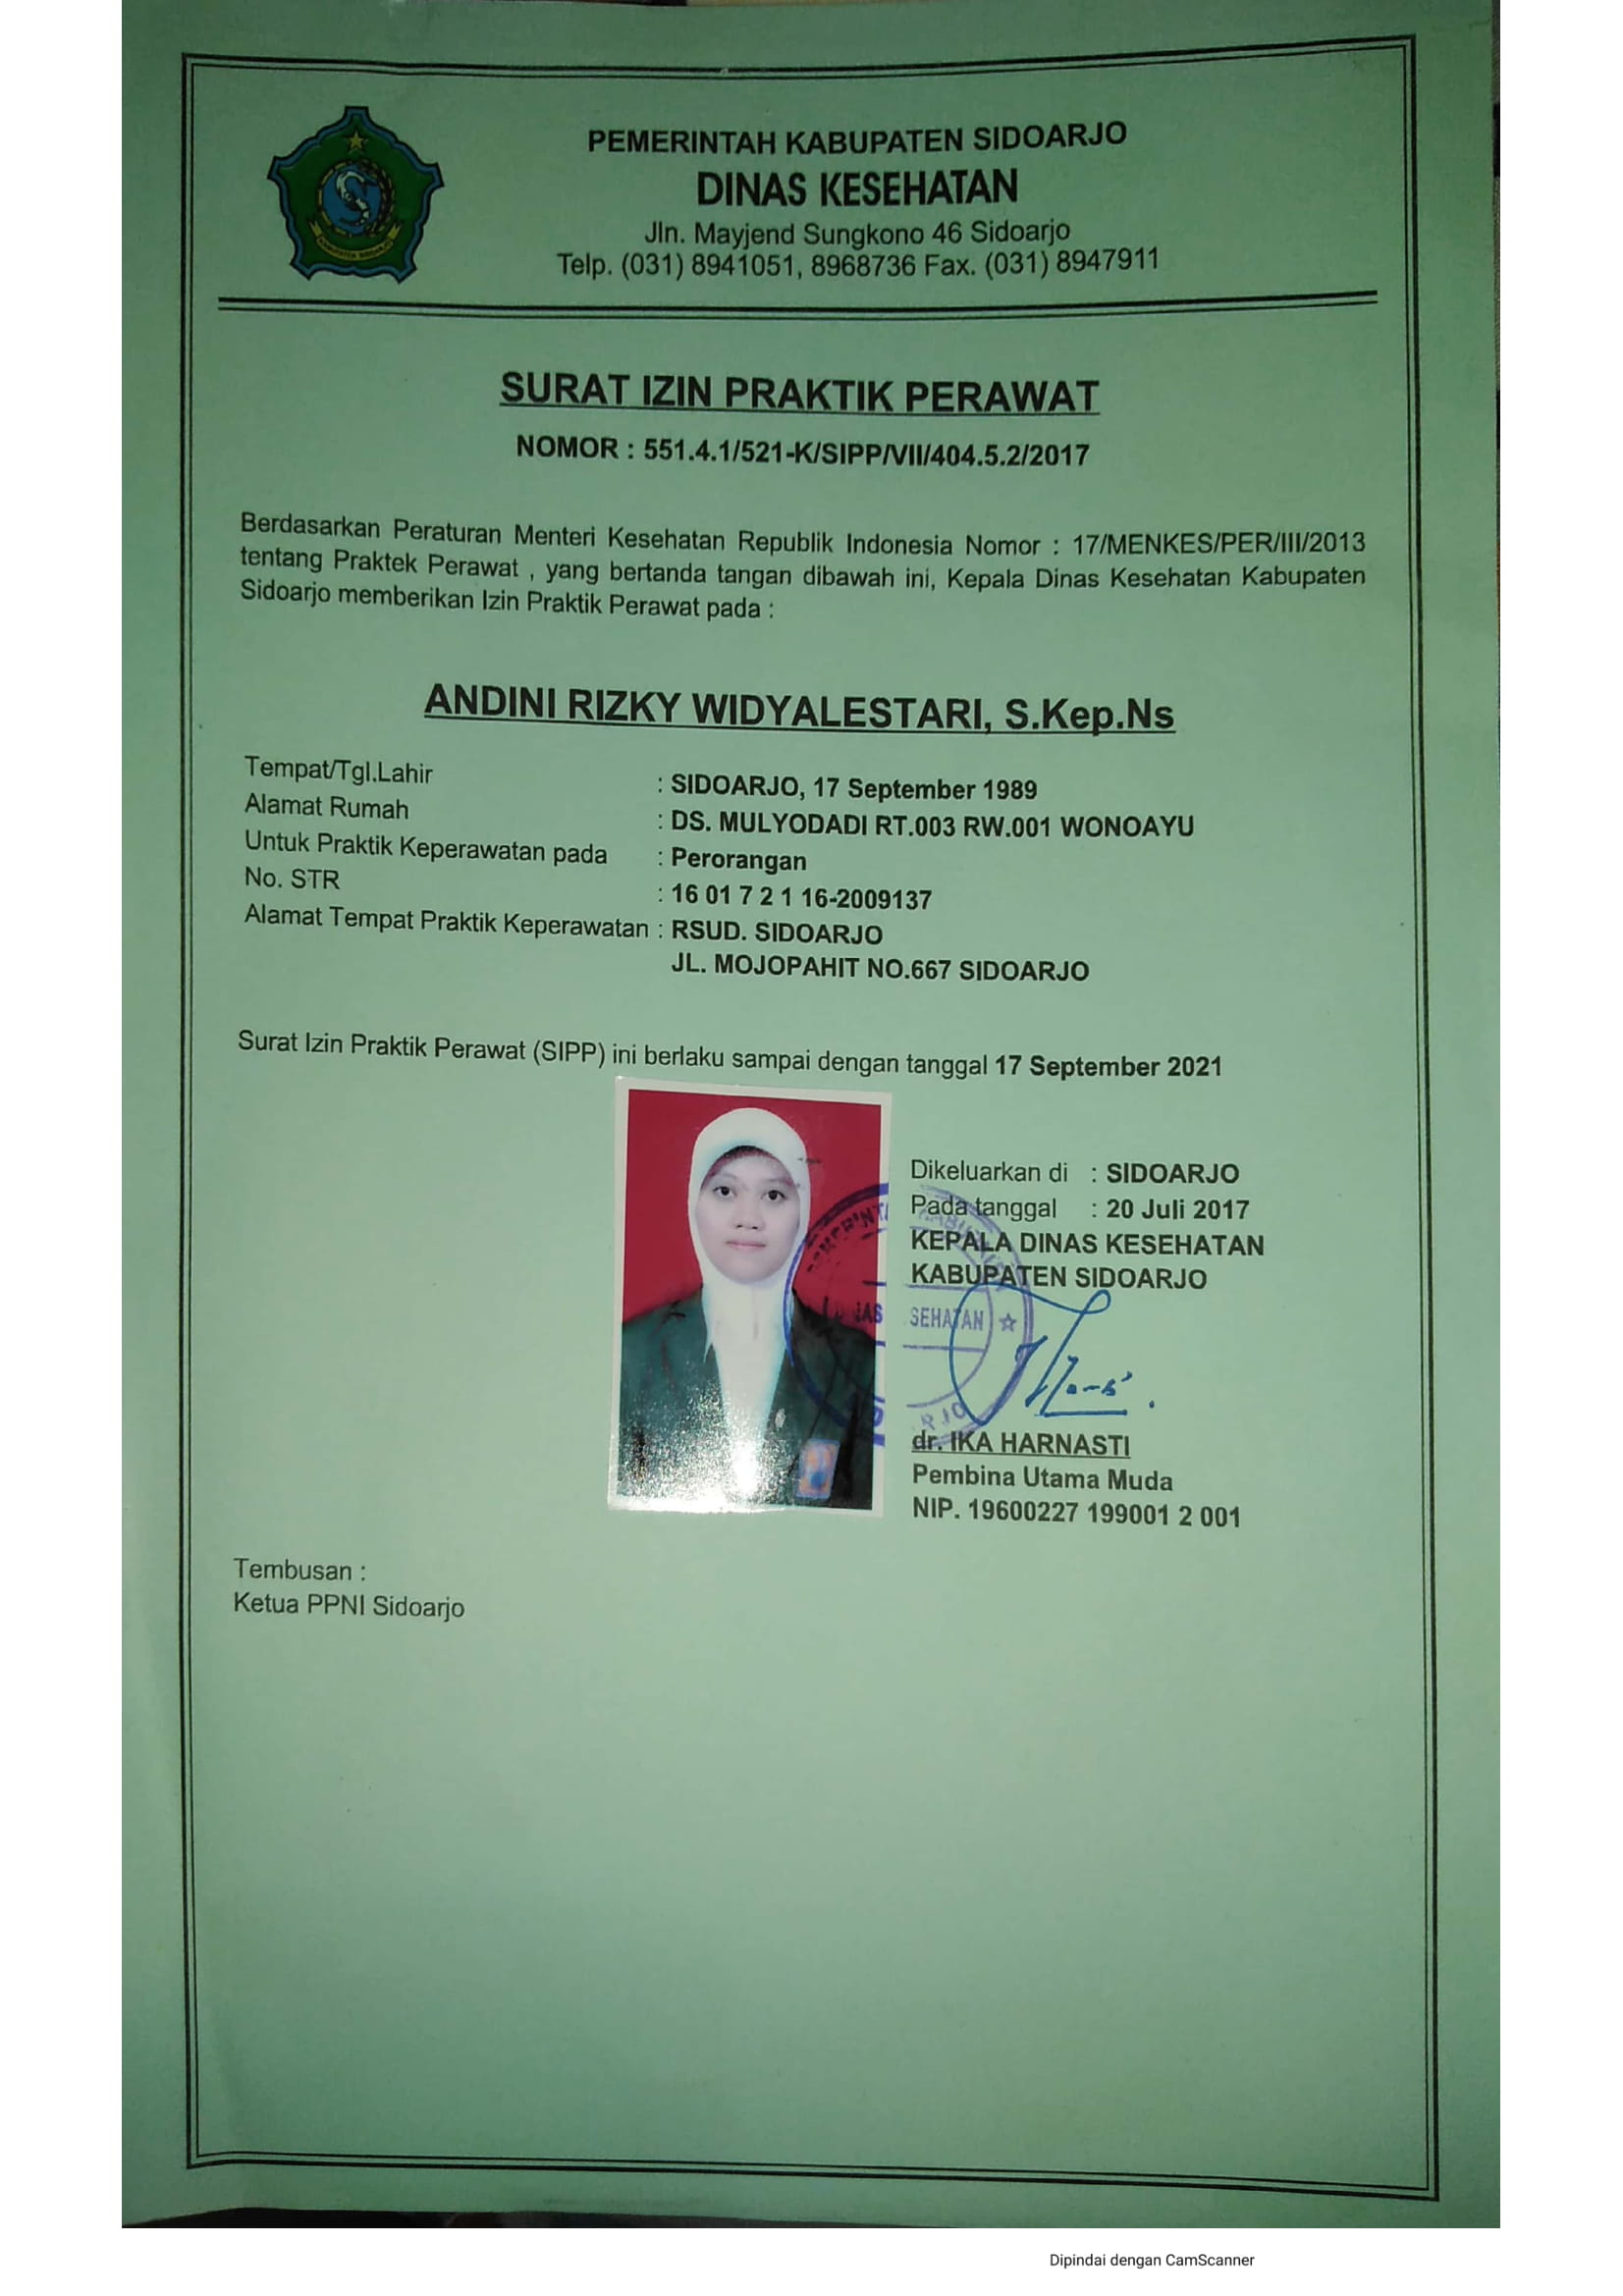 PEMERINTAH KABUPATEN SIDOARJO
DINAS KESEHATAN
Jln. Mayjend Sungkono 46 Sidoarjo
Telp. (031) 8941051, 8968736 Fax. (031) 8947911
SURAT IZIN PRAKTIK PERAWAT
NOMOR : 551.4.1/521-K/SIPP/VII/404.5.2/2017
Berdasarkan Peraturan Menteri Kesehatan Republik Indonesia Nomor : 17/MENKES/PER/III/2013
tentang Praktek Perawat , yang bertanda tangan dibawah ini, Kepala Dinas Kesehatan Kabupaten
Sidoarjo memberikan Izin Praktik Perawat pada :
ANDINI RIZKY WIDYALESTARI, S.Kep.Ns
Tempat/Tgl.Lahir : SIDOARJO, 17 September 1989
Alamat Rumah : DS. MULYODADI RT.003 RW.001 WONOAYU
Untuk Praktik Keperawatan pada : Perorangan
No. STR : 16 01 7 2 1 16-2009137
Alamat Tempat Praktik Keperawatan : RSUD. SIDOARJO
JL. MOJOPAHIT NO.667 SIDOARJO
Surat Izin Praktik Perawat (SIPP) ini berlaku sampai dengan tanggal 17 September 2021
Dikeluarkan di : SIDOARJO
Pada tanggal : 20 Juli 2017
KEPALA DINAS KESEHATAN
KABUPATEN SIDOARJO
SEHATAN
dr. IKA HARNASTI
Pembina Utama Muda
NIP. 19600227 199001 2 001
Tembusan :
Ketua PPNI Sidoarjo
Dipindai dengan CamScanner